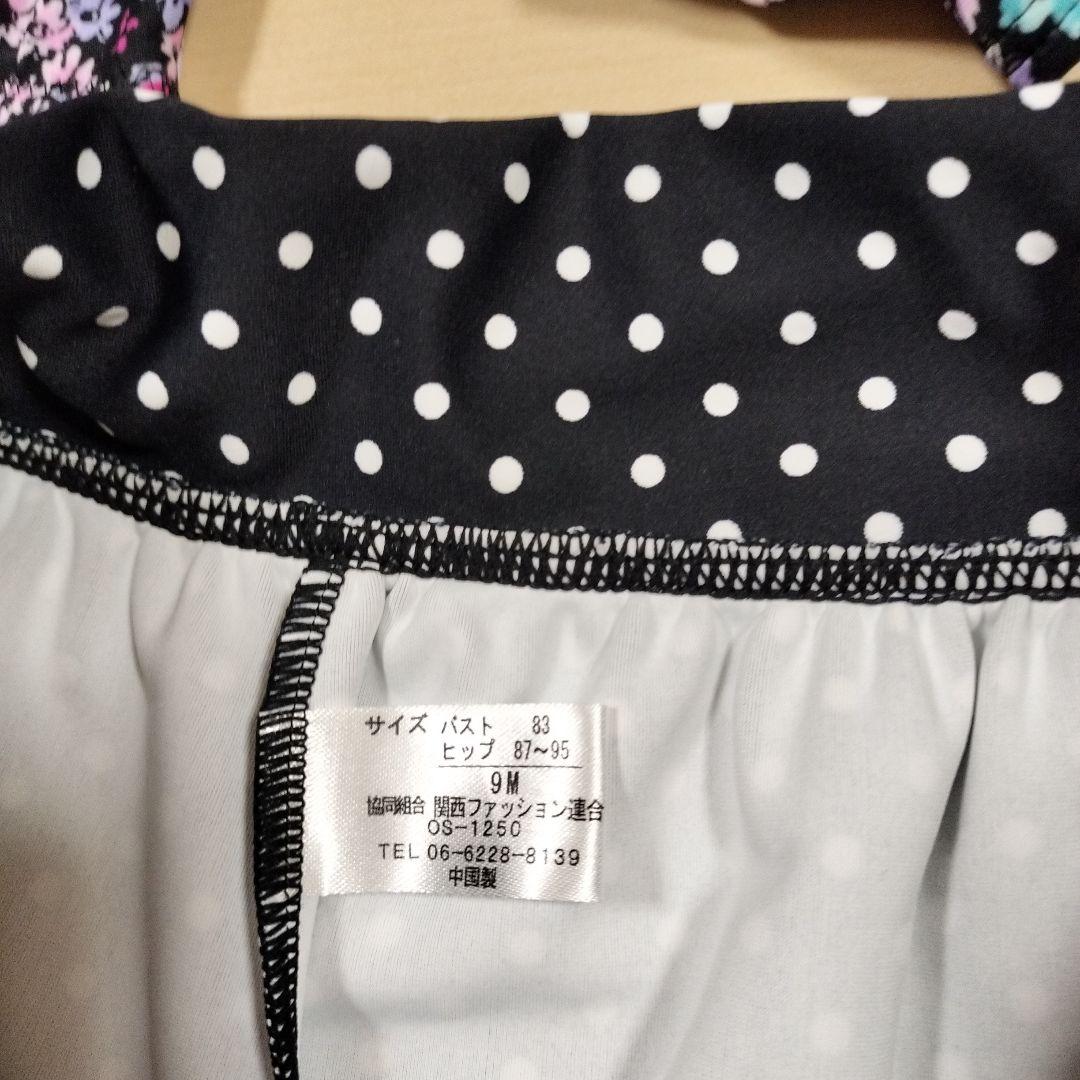 サイズ バスト 83
ヒップ 87〜95
9M
協同組合 関西ファッション連合
OS-1250
TEL 06-6228-8139
中国製